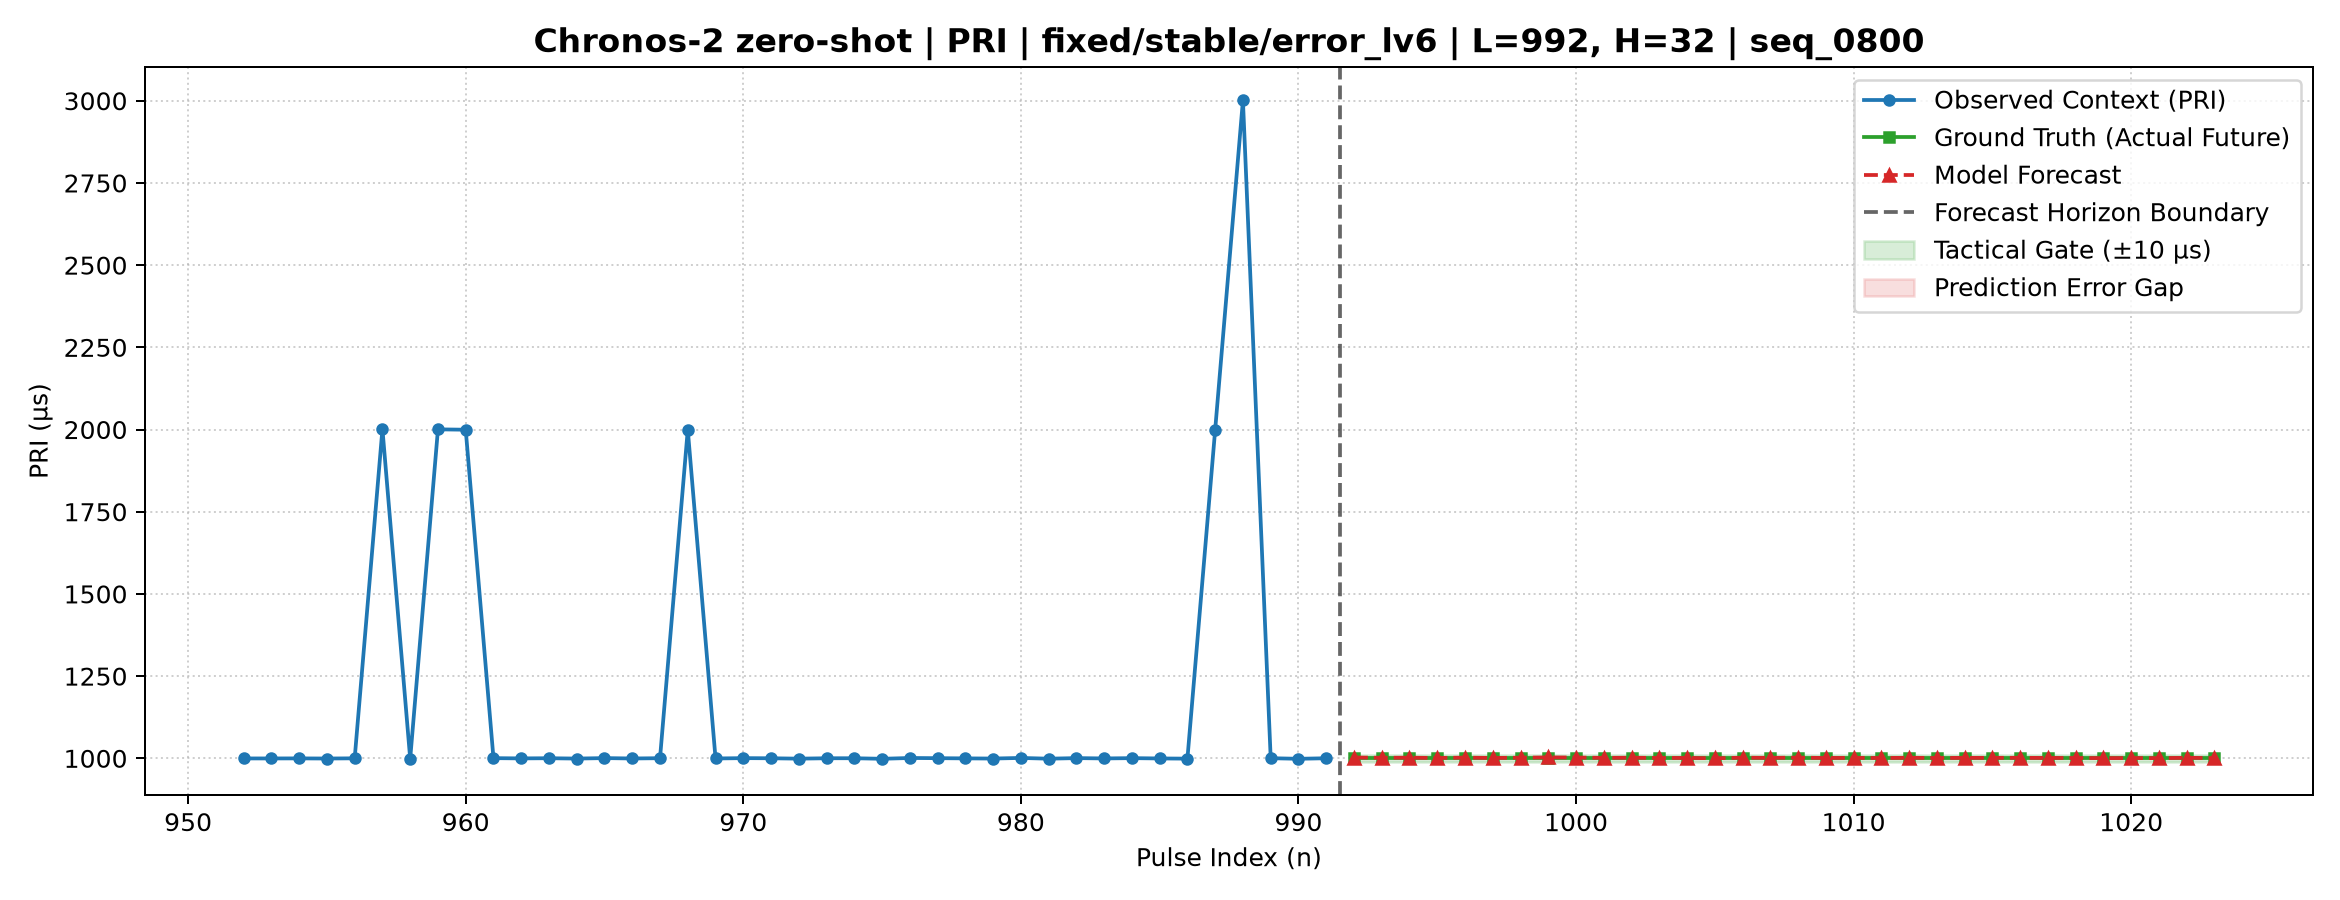 Chronos-2 zero-shot | PRI | fixed/stable/error_lv6 | L=992, H=32 | seq_0800
PRI (µs)
3000
2750
2500
2250
2000
1750
1500
1250
1000
Observed Context (PRI)
Ground Truth (Actual Future)
Model Forecast
Forecast Horizon Boundary
Tactical Gate (±10 µs)
Prediction Error Gap
950 960 970 980 990 1000 1010 1020
Pulse Index (n)